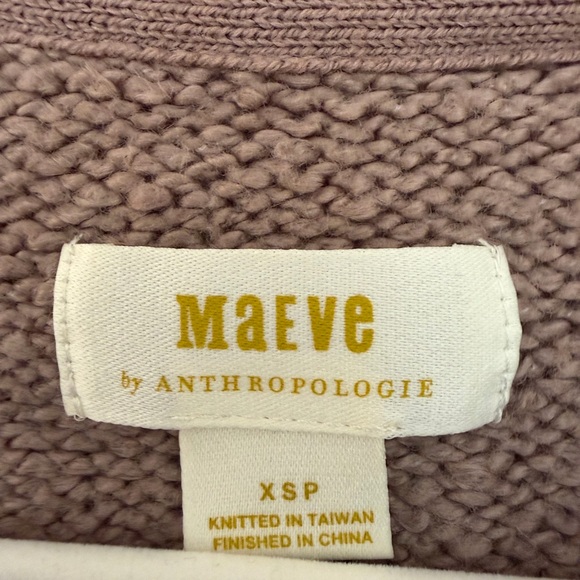 MaEve
by ANTHROPOLOGIE
XSP
KNITTED IN TAIWAN
FINISHED IN CHINA